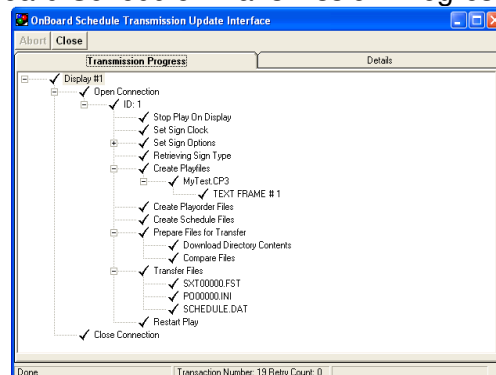 OnBoard Schedule Transmission Update Interface
Abort Close
Transmission Progress Details
Display #1
Open Connection
ID: 1
Stop Play On Display
Set Sign Clock
Set Sign Options
Retrieving Sign Type
Create Playfiles
MyTest.CP3
TEXT FRAME # 1
Create Playorder Files
Create Schedule Files
Prepare Files for Transfer
Download Directory Contents
Compare Files
Transfer Files
SXT00000.FST
PO00000.INI
SCHEDULE.DAT
Restart Play
Close Connection
Done Transaction Number: 19 Retry Count: 0